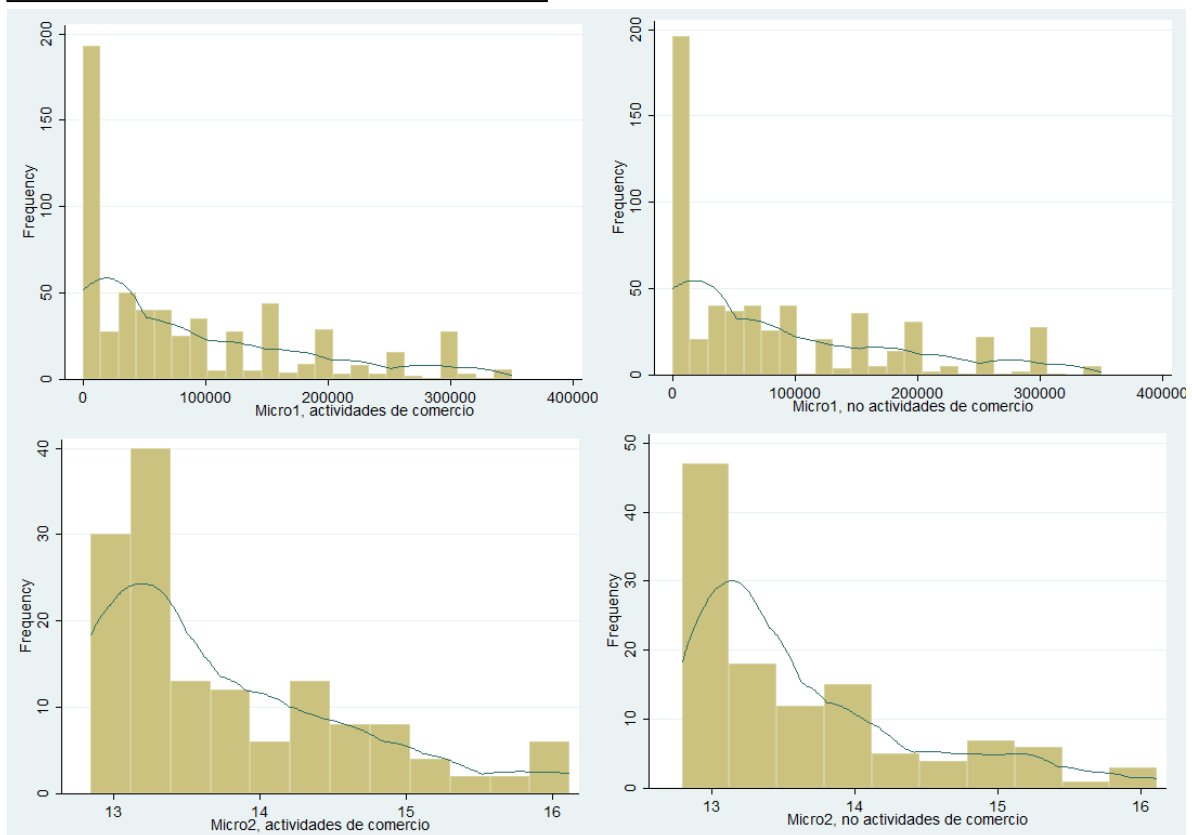 Frequency
0 50 100 150 200
0 100000 200000 300000 400000
Micro1, actividades de comercio
Frequency
0 50 100 150 200
0 100000 200000 300000 400000
Micro1, no actividades de comercio
Frequency
0 10 20 30 40
13 14 15 16
Micro2, actividades de comercio
Frequency
0 10 20 30 40 50
13 14 15 16
Micro2, no actividades de comercio